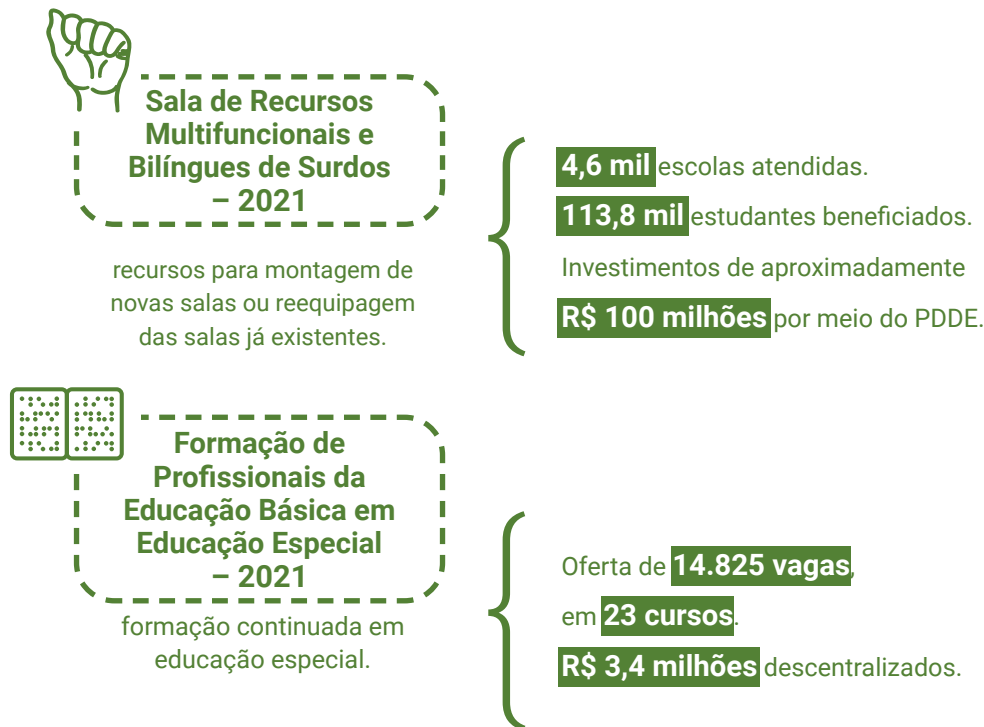 Sala de Recursos
Multifuncionais e
Bilíngues de Surdos
– 2021
recursos para montagem de
novas salas ou reequipagem
das salas já existentes.
4,6 mil escolas atendidas.
113,8 mil estudantes beneficiados.
Investimentos de aproximadamente
R$ 100 milhões por meio do PDDE.
Formação de
Profissionais da
Educação Básica em
Educação Especial
– 2021
formação continuada em
educação especial.
Oferta de 14.825 vagas,
em 23 cursos.
R$ 3,4 milhões descentralizados.